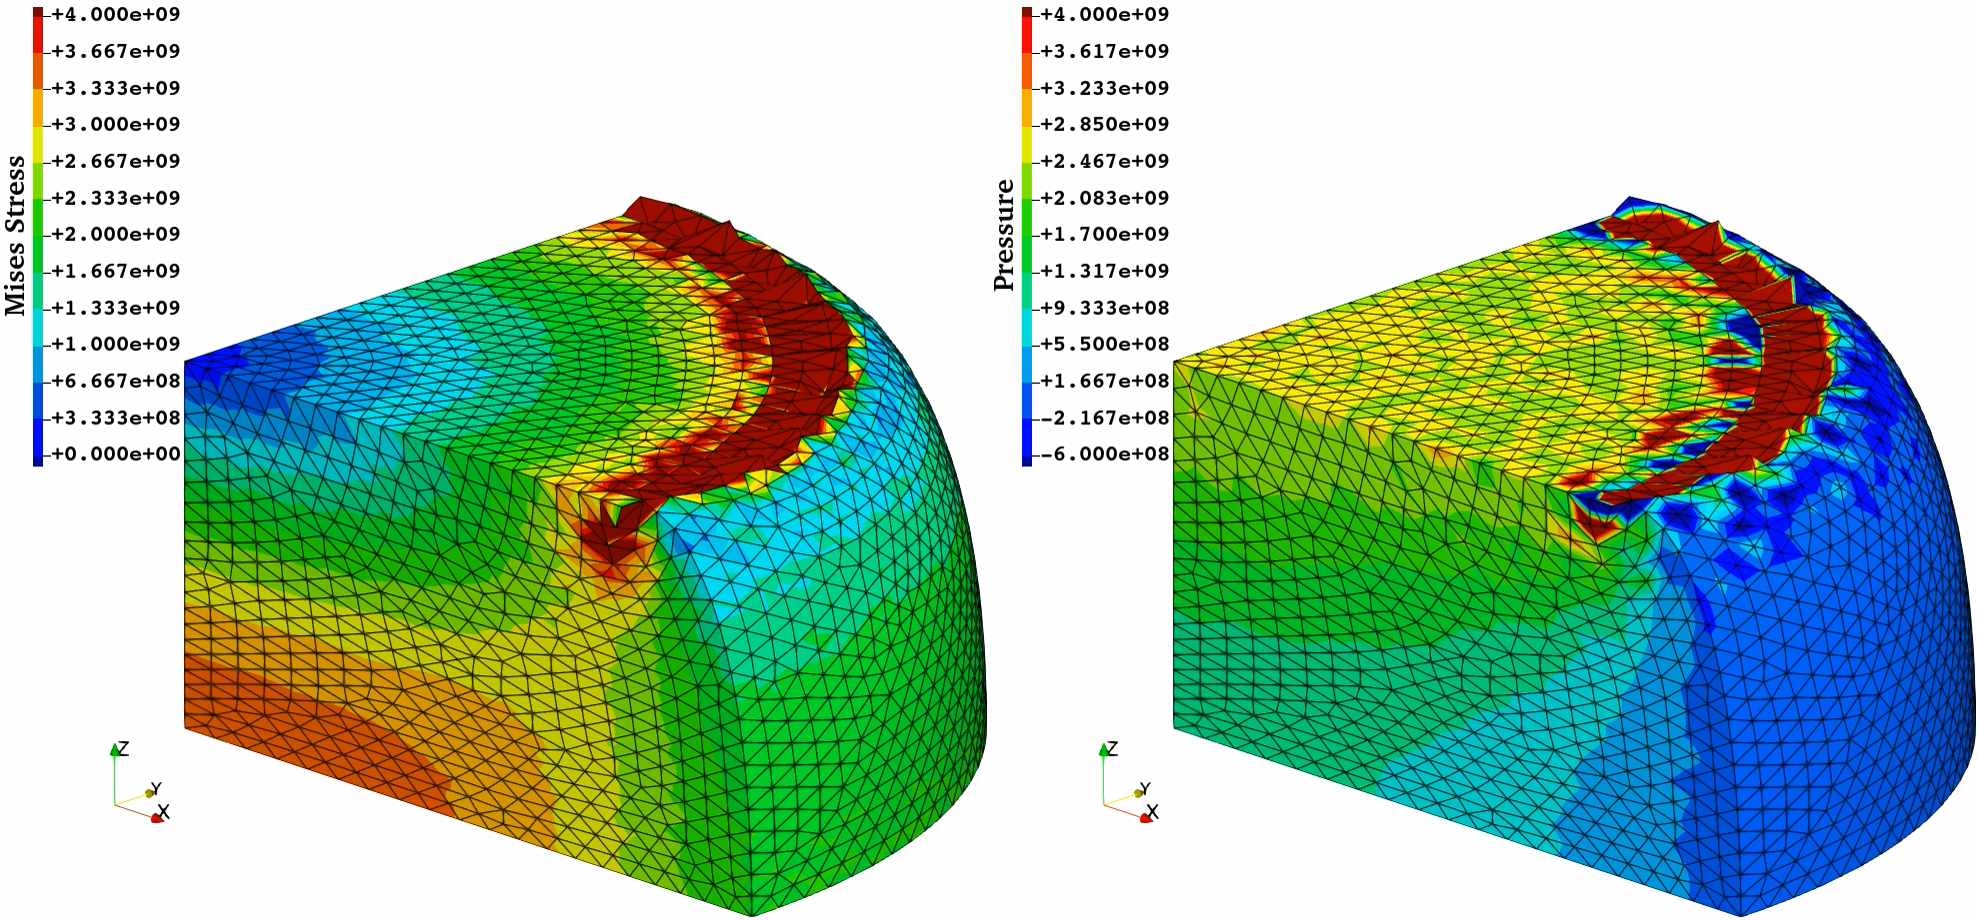 Mises Stress
+4.000e+09
+3.667e+09
+3.333e+09
+3.000e+09
+2.667e+09
+2.333e+09
+2.000e+09
+1.667e+09
+1.333e+09
+1.000e+09
+6.667e+08
+3.333e+08
+0.000e+00
Z
Y
X
Pressure
+4.000e+09
+3.617e+09
+3.233e+09
+2.850e+09
+2.467e+09
+2.083e+09
+1.700e+09
+1.317e+09
+9.333e+08
+5.500e+08
+1.667e+08
-2.167e+08
-6.000e+08
Z
Y
X